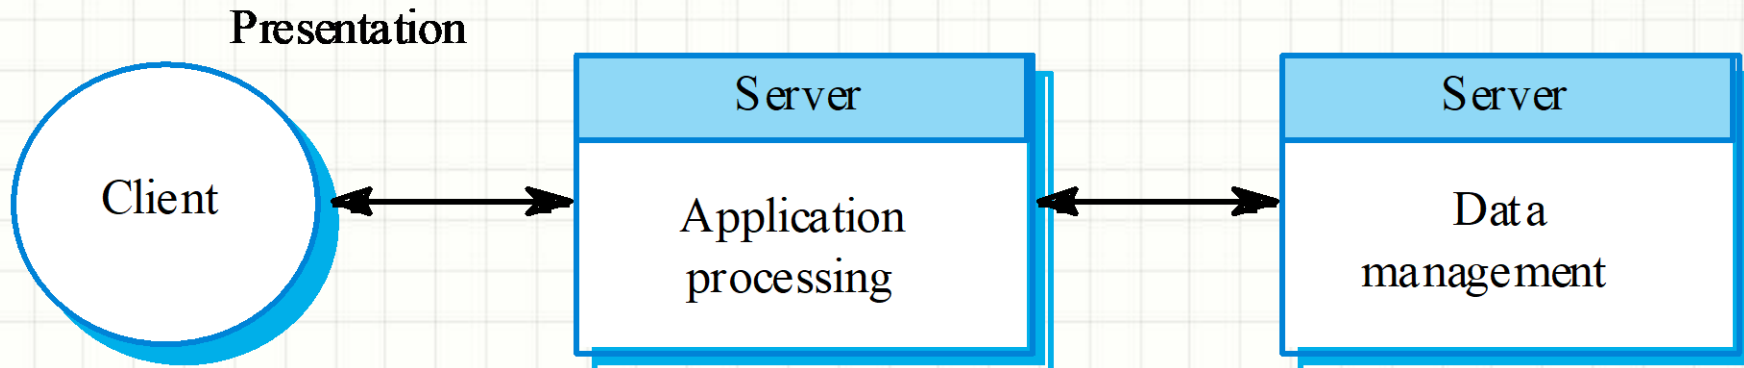 Presentation
Client
Server
Application
processing
Server
Data
management